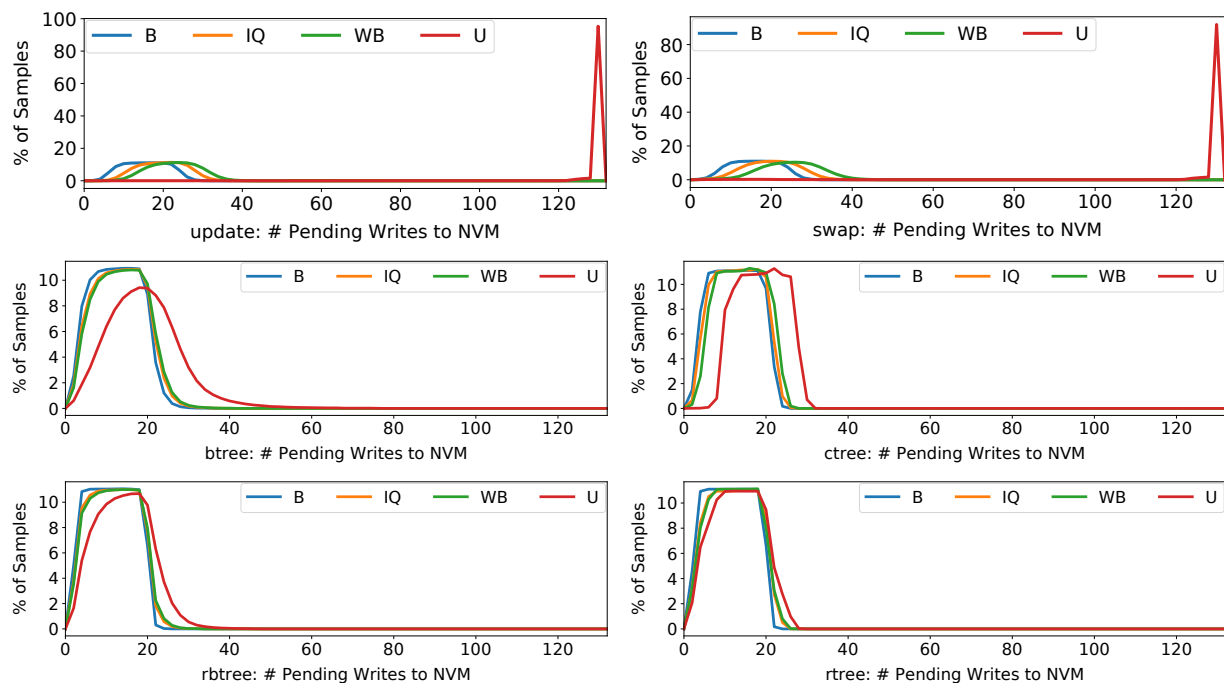 % of Samples
100
80
60
40
20
0
B IQ WB U
0 20 40 60 80 100 120
update: # Pending Writes to NVM
% of Samples
80
60
40
20
0
B IQ WB U
0 20 40 60 80 100 120
swap: # Pending Writes to NVM
% of Samples
10
8
6
4
2
0
B IQ WB U
0 20 40 60 80 100 120
btree: # Pending Writes to NVM
% of Samples
10
8
6
4
2
0
B IQ WB U
0 20 40 60 80 100 120
ctree: # Pending Writes to NVM
% of Samples
10
8
6
4
2
0
B IQ WB U
0 20 40 60 80 100 120
rbtree: # Pending Writes to NVM
% of Samples
10
8
6
4
2
0
B IQ WB U
0 20 40 60 80 100 120
rtree: # Pending Writes to NVM